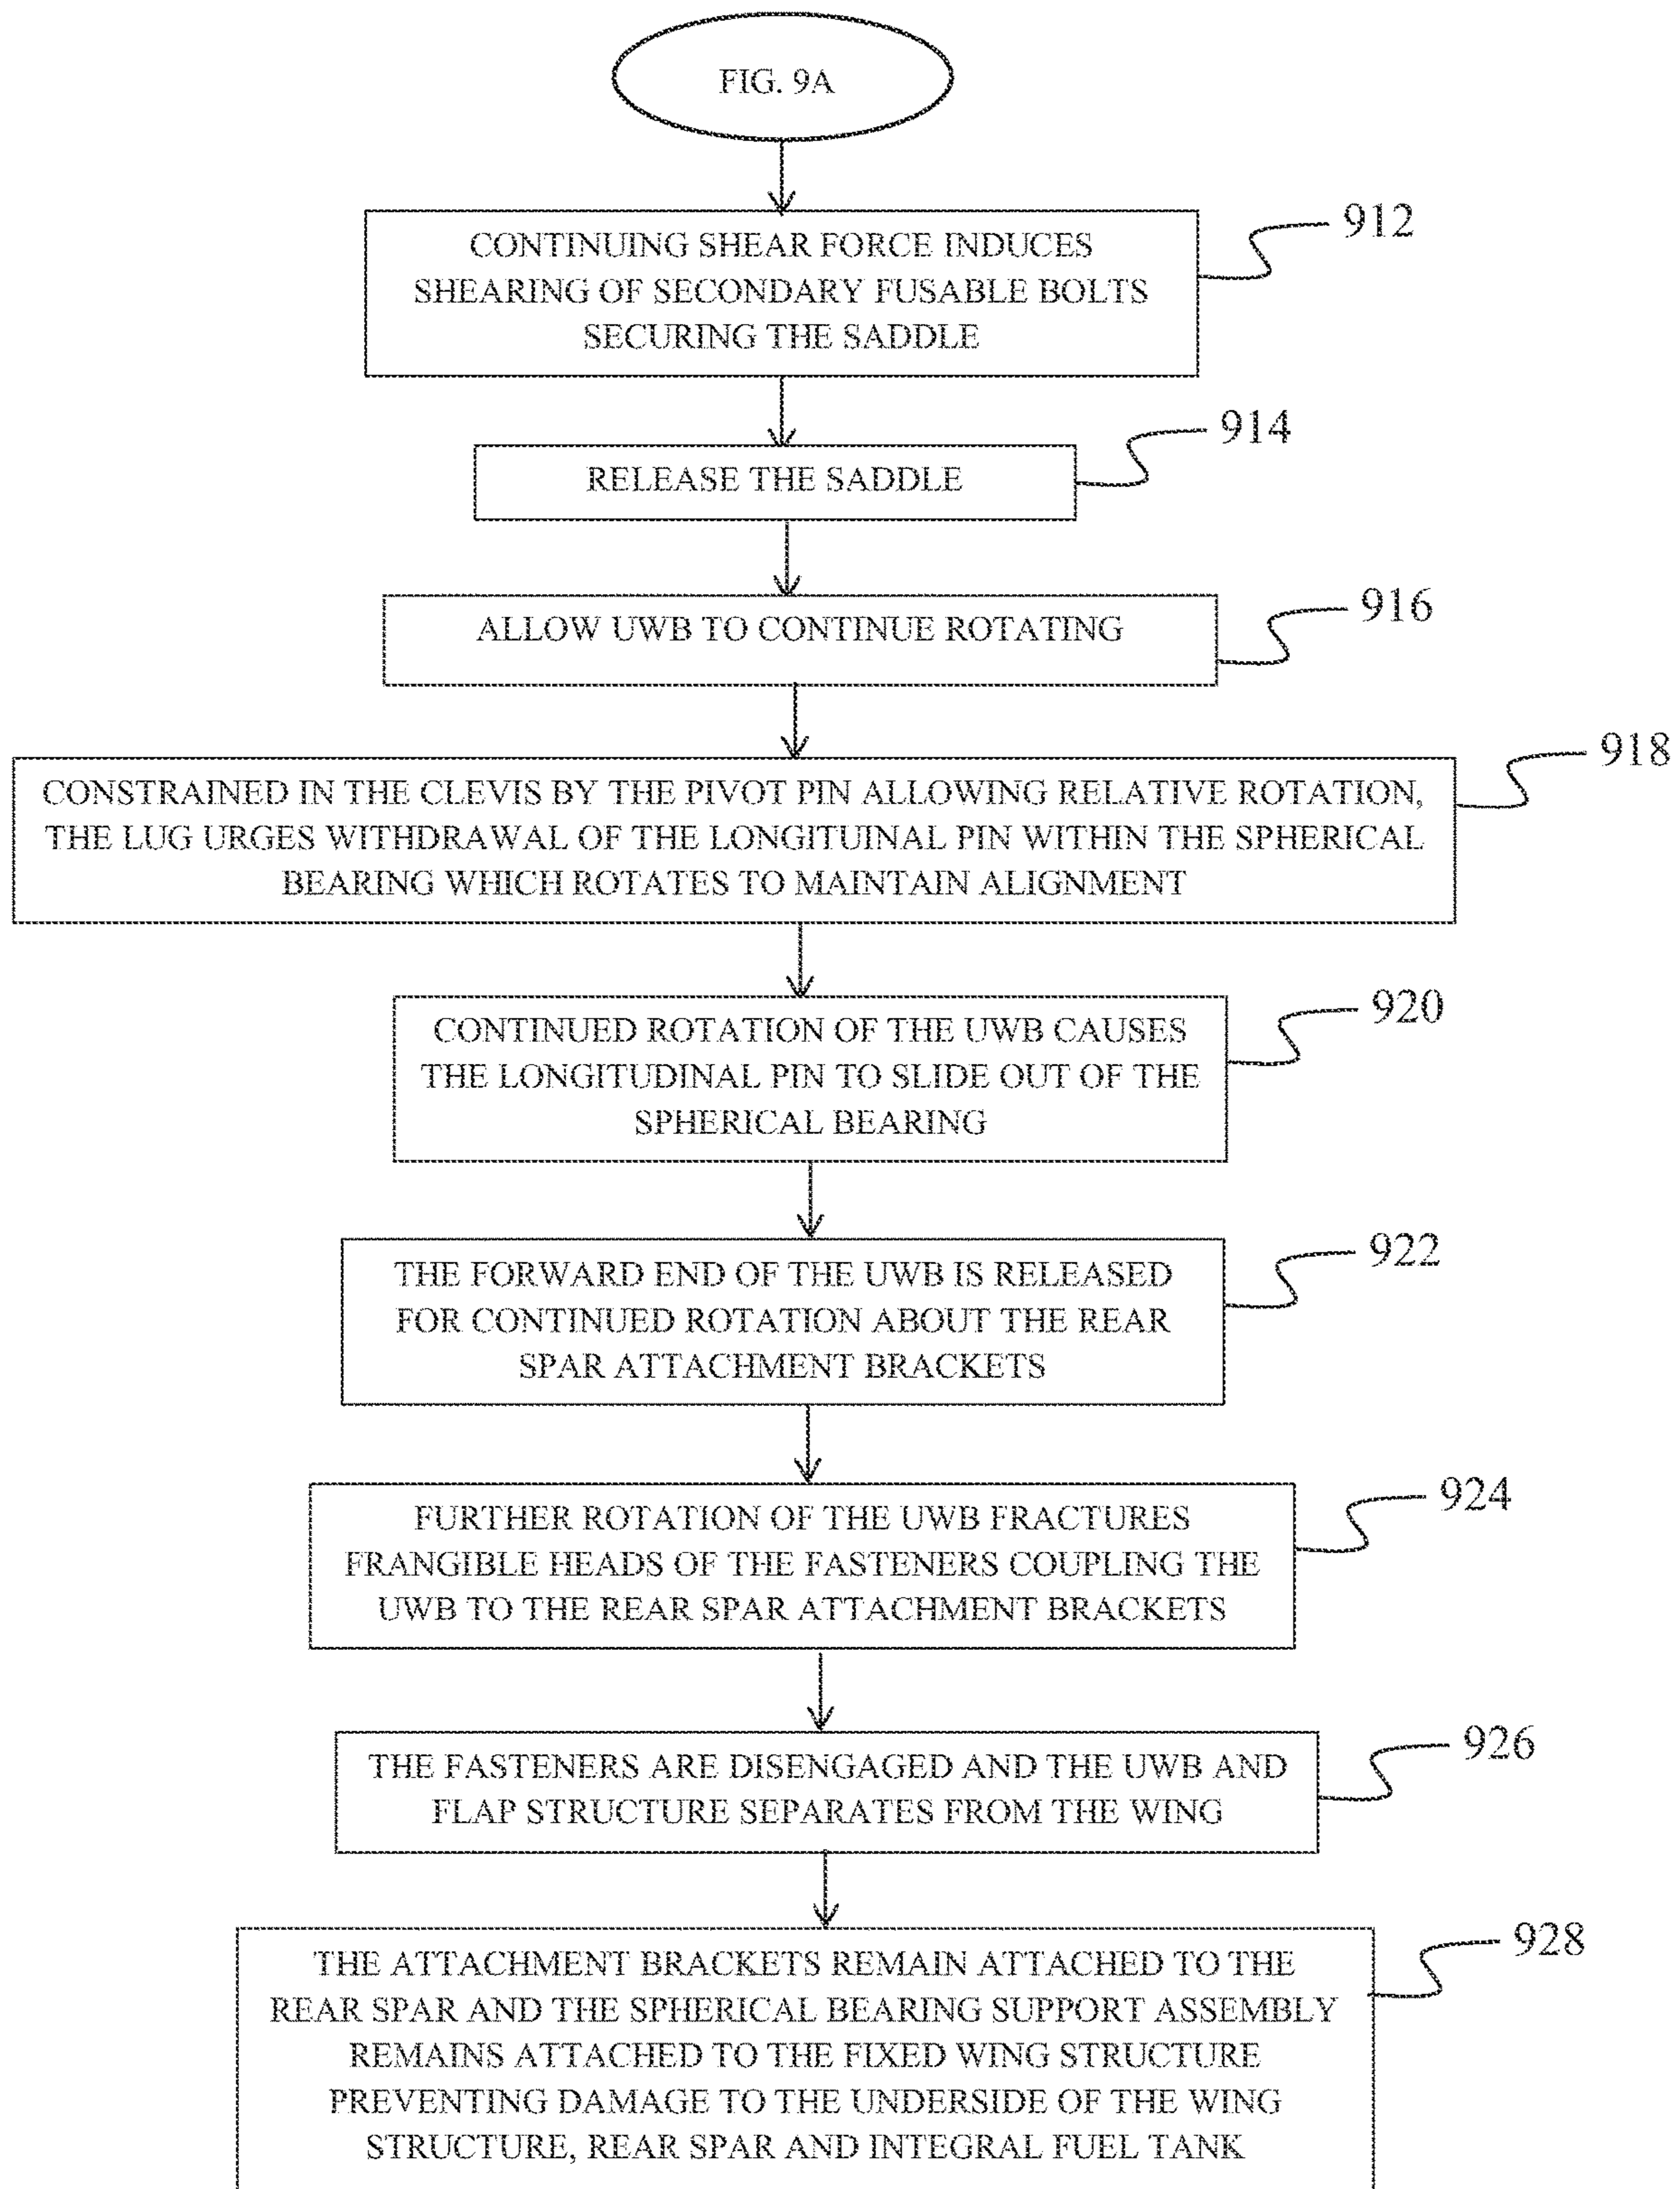 FIG. 9A
CONTINUING SHEAR FORCE INDUCES
SHEARING OF SECONDARY FUSABLE BOLTS
SECURING THE SADDLE
912
RELEASE THE SADDLE
914
ALLOW UWB TO CONTINUE ROTATING
916
CONSTRAINED IN THE CLEVIS BY THE PIVOT PIN ALLOWING RELATIVE ROTATION,
THE LUG URGES WITHDRAWAL OF THE LONGITUINAL PIN WITHIN THE SPHERICAL
BEARING WHICH ROTATES TO MAINTAIN ALIGNMENT
918
CONTINUED ROTATION OF THE UWB CAUSES
THE LONGITUDINAL PIN TO SLIDE OUT OF THE
SPHERICAL BEARING
920
THE FORWARD END OF THE UWB IS RELEASED
FOR CONTINUED ROTATION ABOUT THE REAR
SPAR ATTACHMENT BRACKETS
922
FURTHER ROTATION OF THE UWB FRACTURES
FRANGIBLE HEADS OF THE FASTENERS COUPLING THE
UWB TO THE REAR SPAR ATTACHMENT BRACKETS
924
THE FASTENERS ARE DISENGAGED AND THE UWB AND
FLAP STRUCTURE SEPARATES FROM THE WING
926
THE ATTACHMENT BRACKETS REMAIN ATTACHED TO THE
REAR SPAR AND THE SPHERICAL BEARING SUPPORT ASSEMBLY
REMAINS ATTACHED TO THE FIXED WING STRUCTURE
PREVENTING DAMAGE TO THE UNDERSIDE OF THE WING
STRUCTURE, REAR SPAR AND INTEGRAL FUEL TANK
928